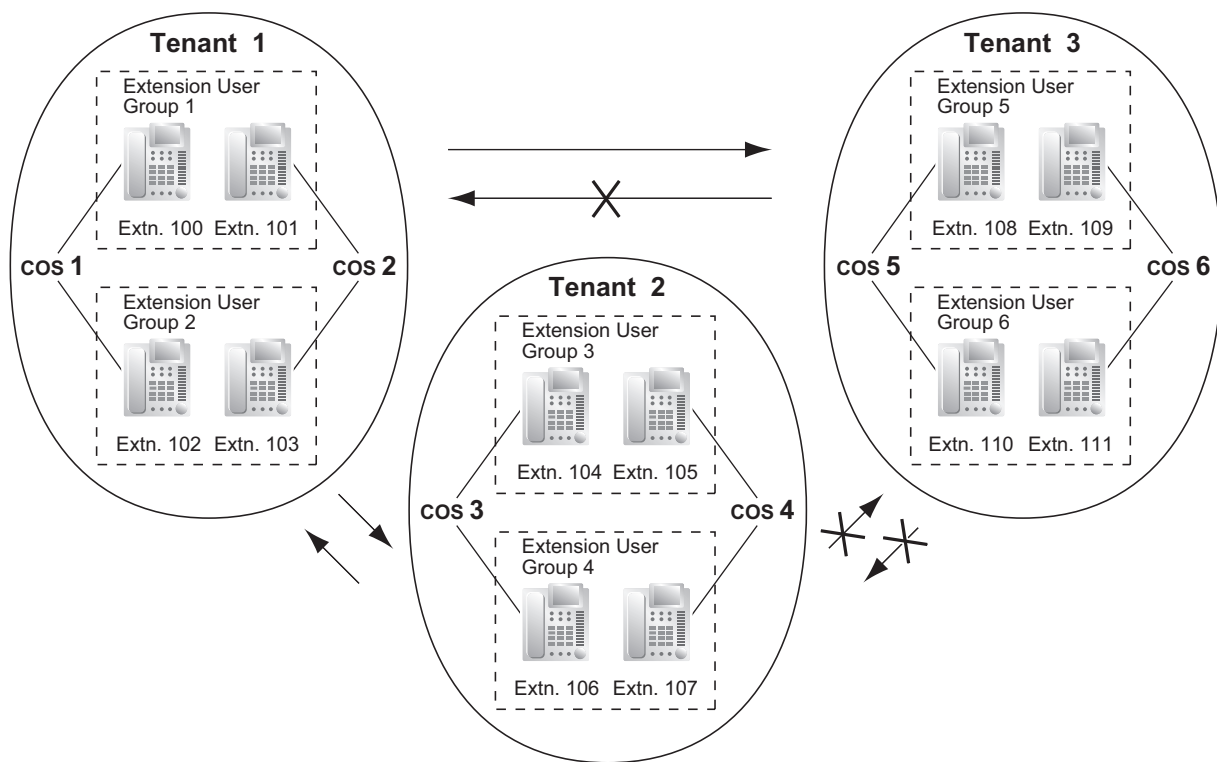 Tenant 1
Extension User
Group 1
Extn. 100 Extn. 101
COS 1
COS 2
Extension User
Group 2
Extn. 102 Extn. 103
Tenant 2
Extension User
Group 3
Extn. 104 Extn. 105
COS 3
COS 4
Extension User
Group 4
Extn. 106 Extn. 107
Tenant 3
Extension User
Group 5
Extn. 108 Extn. 109
COS 5
COS 6
Extension User
Group 6
Extn. 110 Extn. 111